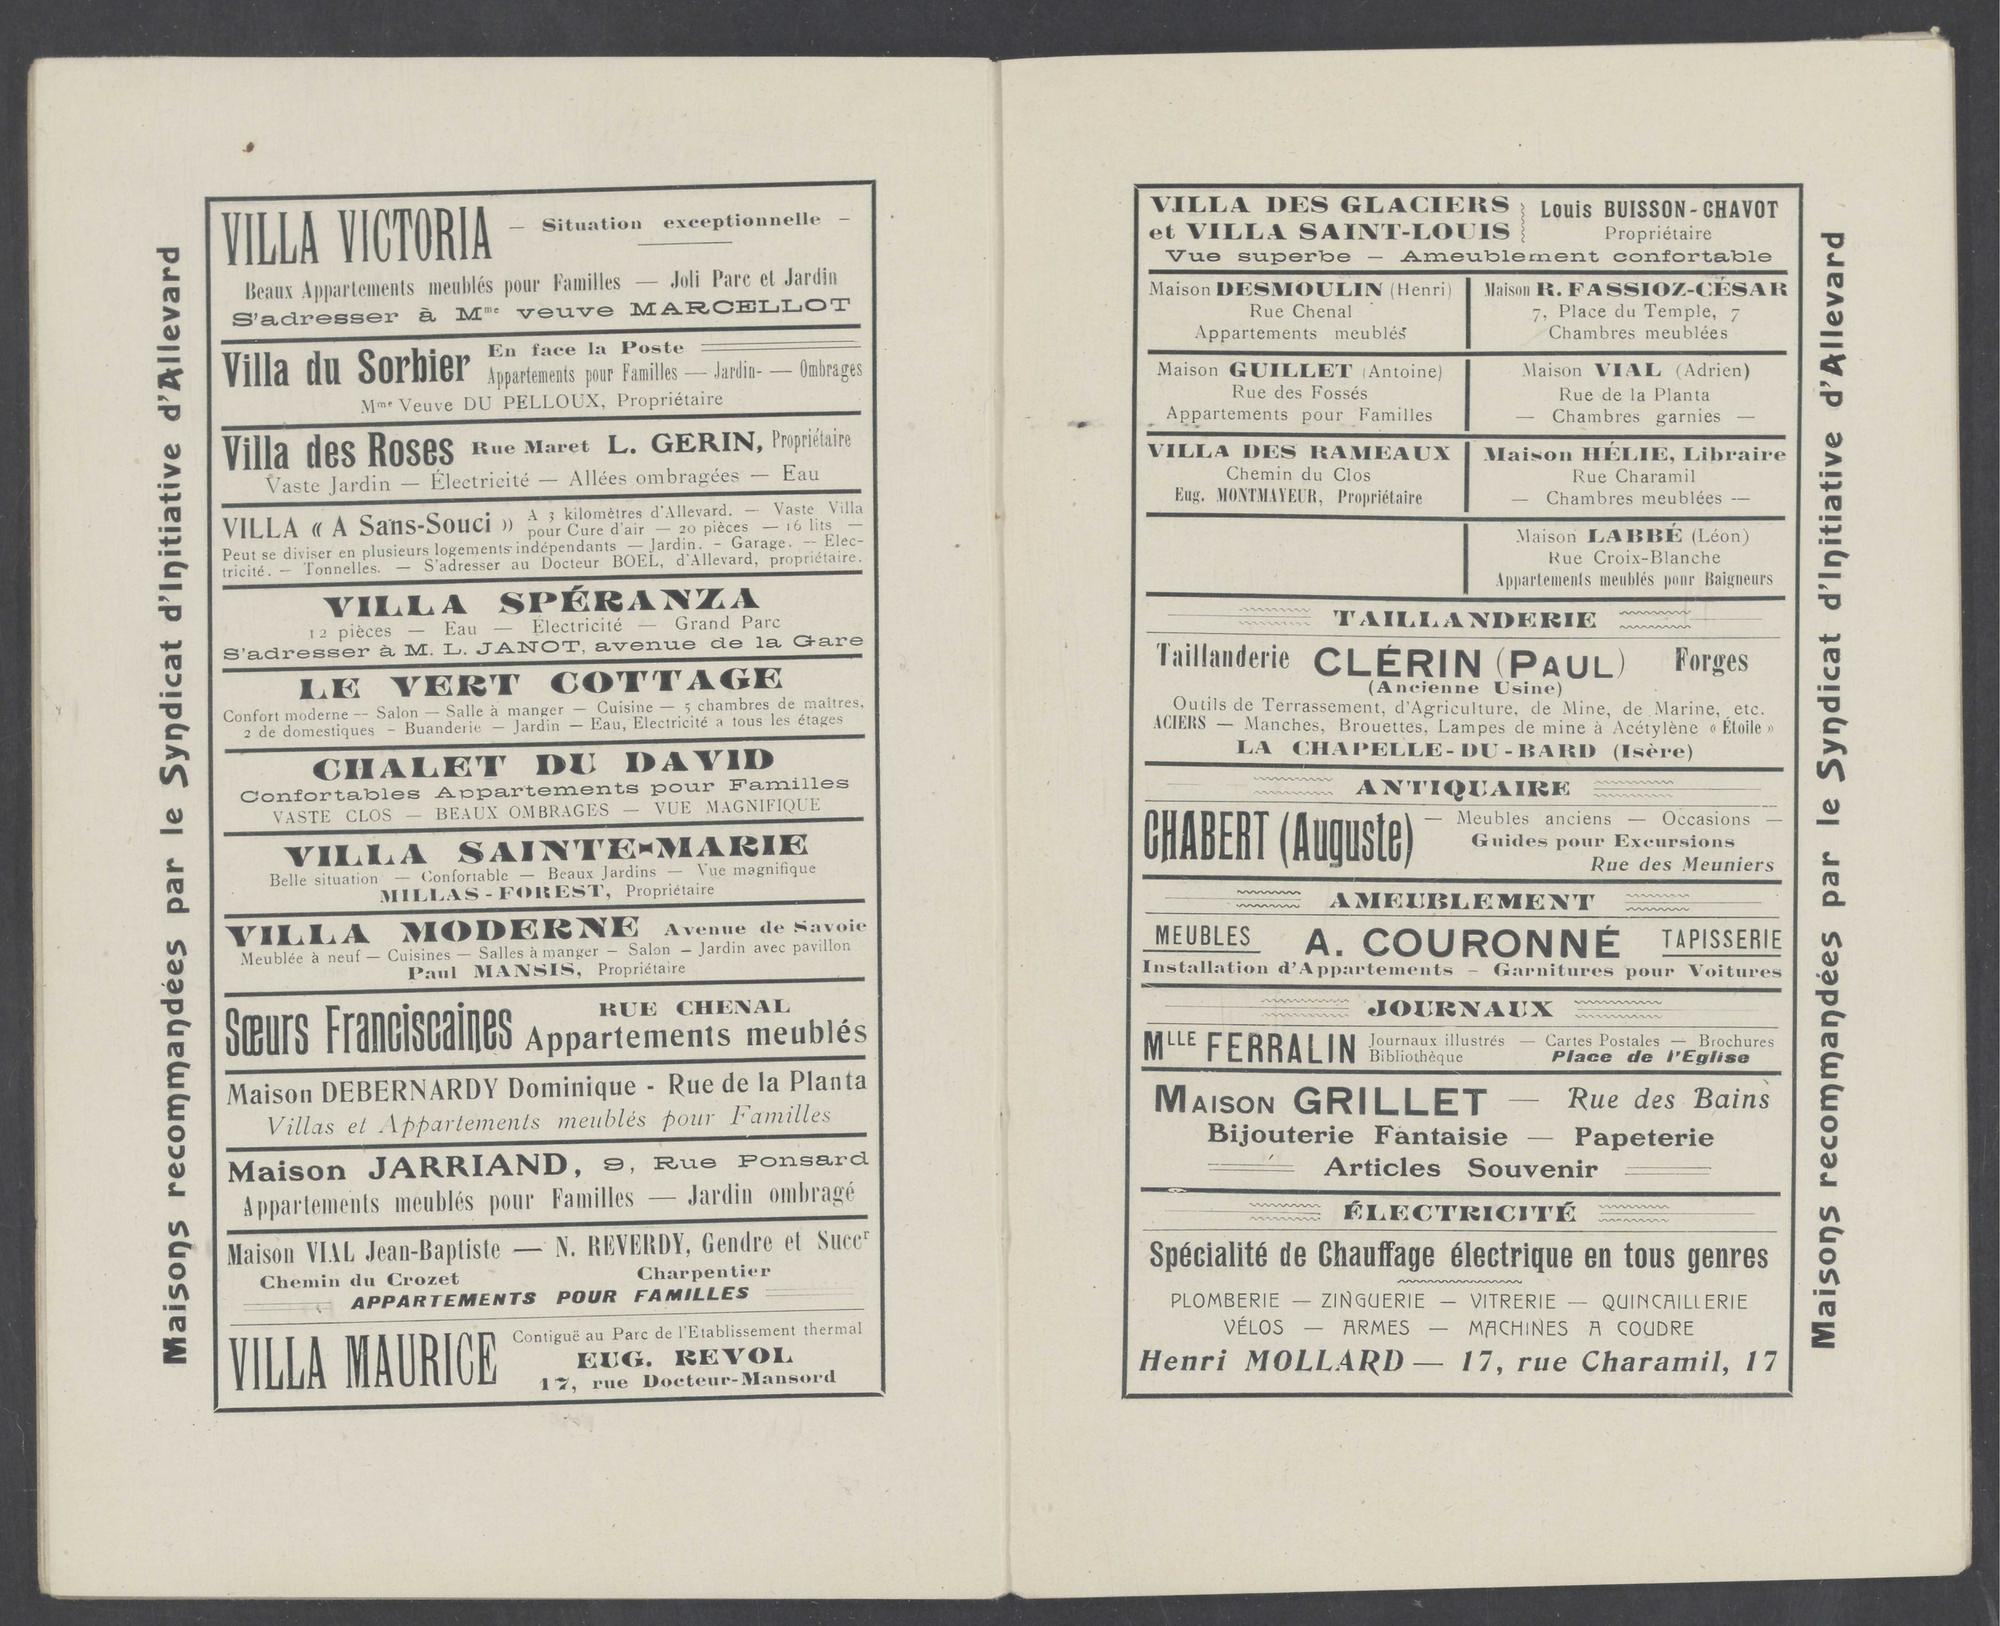 Maisons recommandées par le Syndicat d'Initiative d'Allevard
VILLA VICTORIA — Situation exceptionnelle —
Beaux Appartements meublés pour Familles — Joli Parc et Jardin
S'adresser à Mme veuve MARCELLOT
Villa du Sorbier En face la Poste
Appartements pour Familles — Jardin- — Ombrages
Mme Veuve DU PELLOUX, Propriétaire
Villa des Roses Rue Maret L. GERIN, Propriétaire
Vaste Jardin — Électricité — Allées ombragées — Eau
VILLA « A Sans-Souci » A 3 kilomètres d'Allevard. — Vaste Villa
pour Cure d'air — 20 pièces — 16 lits —
Peut se diviser en plusieurs logements indépendants — Jardin. - Garage. — Elec-
tricité. — Tonnelles. — S'adresser au Docteur BOEL, d'Allevard, propriétaire.
VILLA SPÉRANZA
12 pièces — Eau — Electricité — Grand Parc
S'adresser à M. L. JANOT, avenue de la Gare
LE VERT COTTAGE
Confort moderne -- Salon — Salle à manger — Cuisine — 5 chambres de maîtres,
2 de domestiques - Buanderie — Jardin — Eau, Electricité a tous les étages
CHALET DU DAVID
Confortables Appartements pour Familles
VASTE CLOS — BEAUX OMBRAGES — VUE MAGNIFIQUE
VILLA SAINTE-MARIE
Belle situation — Confortable — Beaux Jardins — Vue magnifique
MILLAS-FOREST, Propriétaire
VILLA MODERNE Avenue de Savoie
Meublée à neuf — Cuisines — Salles à manger — Salon — Jardin avec pavillon
Paul MANSIS, Propriétaire
Sœurs Franciscaines RUE CHENAL
Appartements meublés
Maison DEBERNARDY Dominique - Rue de la Planta
Villas et Appartements meublés pour Familles
Maison JARRIAND, 9, Rue Ponsard
Appartements meublés pour Familles — Jardin ombragé
Maison VIAL Jean-Baptiste — N. REVERDY, Gendre et Succr
Chemin du Crozet Charpentier
APPARTEMENTS POUR FAMILLES
VILLA MAURICE Contiguë au Parc de l'Etablissement thermal
EUG. REVOL
17, rue Docteur-Mansord
VILLA DES GLACIERS
et VILLA SAINT-LOUIS
Louis BUISSON-CHAVOT
Propriétaire
Vue superbe — Ameublement confortable
Maison DESMOULIN (Henri)
Rue Chenal
Appartements meublés
Maison R. FASSIOZ-CÉSAR
7, Place du Temple, 7
Chambres meublées
Maison GUILLET (Antoine)
Rue des Fossés
Appartements pour Familles
Maison VIAL (Adrien)
Rue de la Planta
— Chambres garnies —
VILLA DES RAMEAUX
Chemin du Clos
Eug. MONTMAYEUR, Propriétaire
Maison HÉLIE, Libraire
Rue Charamil
— Chambres meublées —
Maison LABBÉ (Léon)
Rue Croix-Blanche
Appartements meublés pour Baigneurs
TAILLANDERIE
Taillanderie CLÉRIN (PAUL) Forges
(Ancienne Usine)
Outils de Terrassement, d'Agriculture, de Mine, de Marine, etc.
ACIERS — Manches, Brouettes, Lampes de mine à Acétylène « Étoile »
LA CHAPELLE-DU-BARD (Isère)
ANTIQUAIRE
CHABERT (Auguste) — Meubles anciens — Occasions —
Guides pour Excursions
Rue des Meuniers
AMEUBLEMENT
MEUBLES A. COURONNÉ TAPISSERIE
Installation d'Appartements - Garnitures pour Voitures
JOURNAUX
MLLE FERRALIN Journaux illustrés — Cartes Postales — Brochures
Bibliothèque Place de l'Eglise
MAISON GRILLET — Rue des Bains
Bijouterie Fantaisie — Papeterie
Articles Souvenir
ÉLECTRICITÉ
Spécialité de Chauffage électrique en tous genres
PLOMBERIE — ZINGUERIE — VITRERIE — QUINCAILLERIE
VÉLOS — ARMES — MACHINES A COUDRE
Henri MOLLARD — 17, rue Charamil, 17
Maisons recommandées par le Syndicat d'Initiative d'Allevard